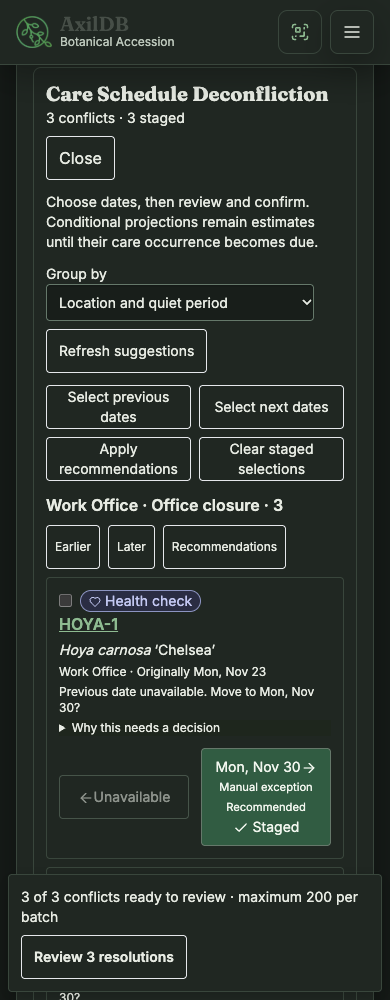 AxilDB
Botanical Accession
Care Schedule Deconfliction
3 conflicts · 3 staged
Close
Choose dates, then review and confirm.
Conditional projections remain estimates
until their care occurrence becomes due.
Group by
Location and quiet period
Refresh suggestions
Select previous
dates
Select next dates
Apply
recommendations
Clear staged
selections
Work Office · Office closure · 3
Earlier
Later
Recommendations
Health check
HOYA-1
Hoya carnosa ‘Chelsea’
Work Office · Originally Mon, Nov 23
Previous date unavailable. Move to Mon, Nov
30?
Why this needs a decision
←Unavailable
Mon, Nov 30→
Manual exception
Recommended
✓ Staged
3 of 3 conflicts ready to review · maximum 200 per
batch
Review 3 resolutions
30?